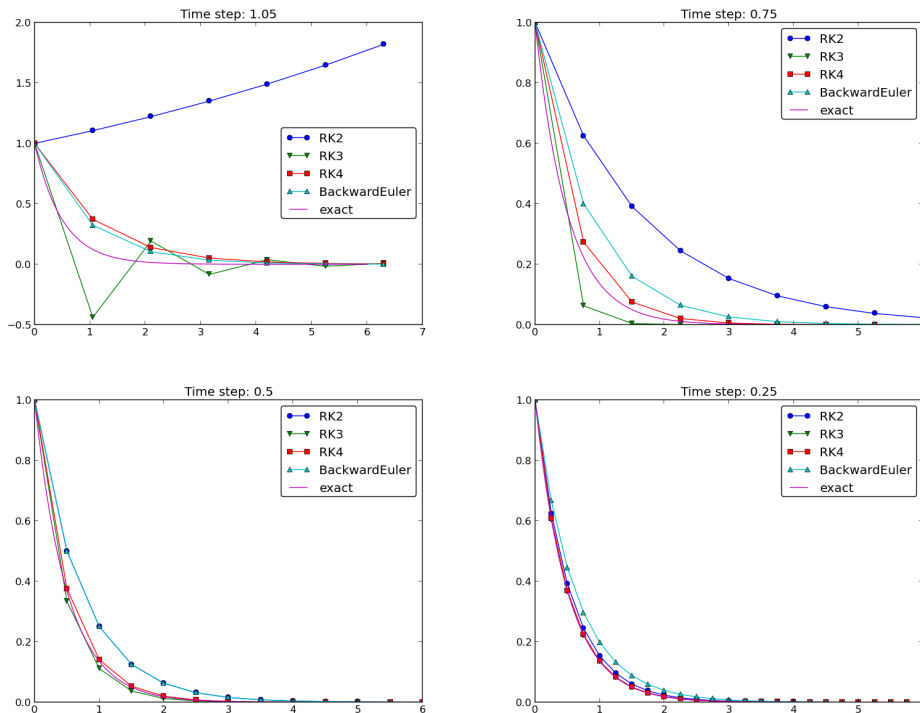 Time step: 1.05
2.0
1.5
1.0
0.5
0.0
−0.5
0 1 2 3 4 5 6 7
RK2
RK3
RK4
BackwardEuler
exact
Time step: 0.75
1.0
0.8
0.6
0.4
0.2
0.0
0 1 2 3 4 5
RK2
RK3
RK4
BackwardEuler
exact
Time step: 0.5
1.0
0.8
0.6
0.4
0.2
0.0
0 1 2 3 4 5 6
RK2
RK3
RK4
BackwardEuler
exact
Time step: 0.25
1.0
0.8
0.6
0.4
0.2
0.0
0 1 2 3 4 5
RK2
RK3
RK4
BackwardEuler
exact